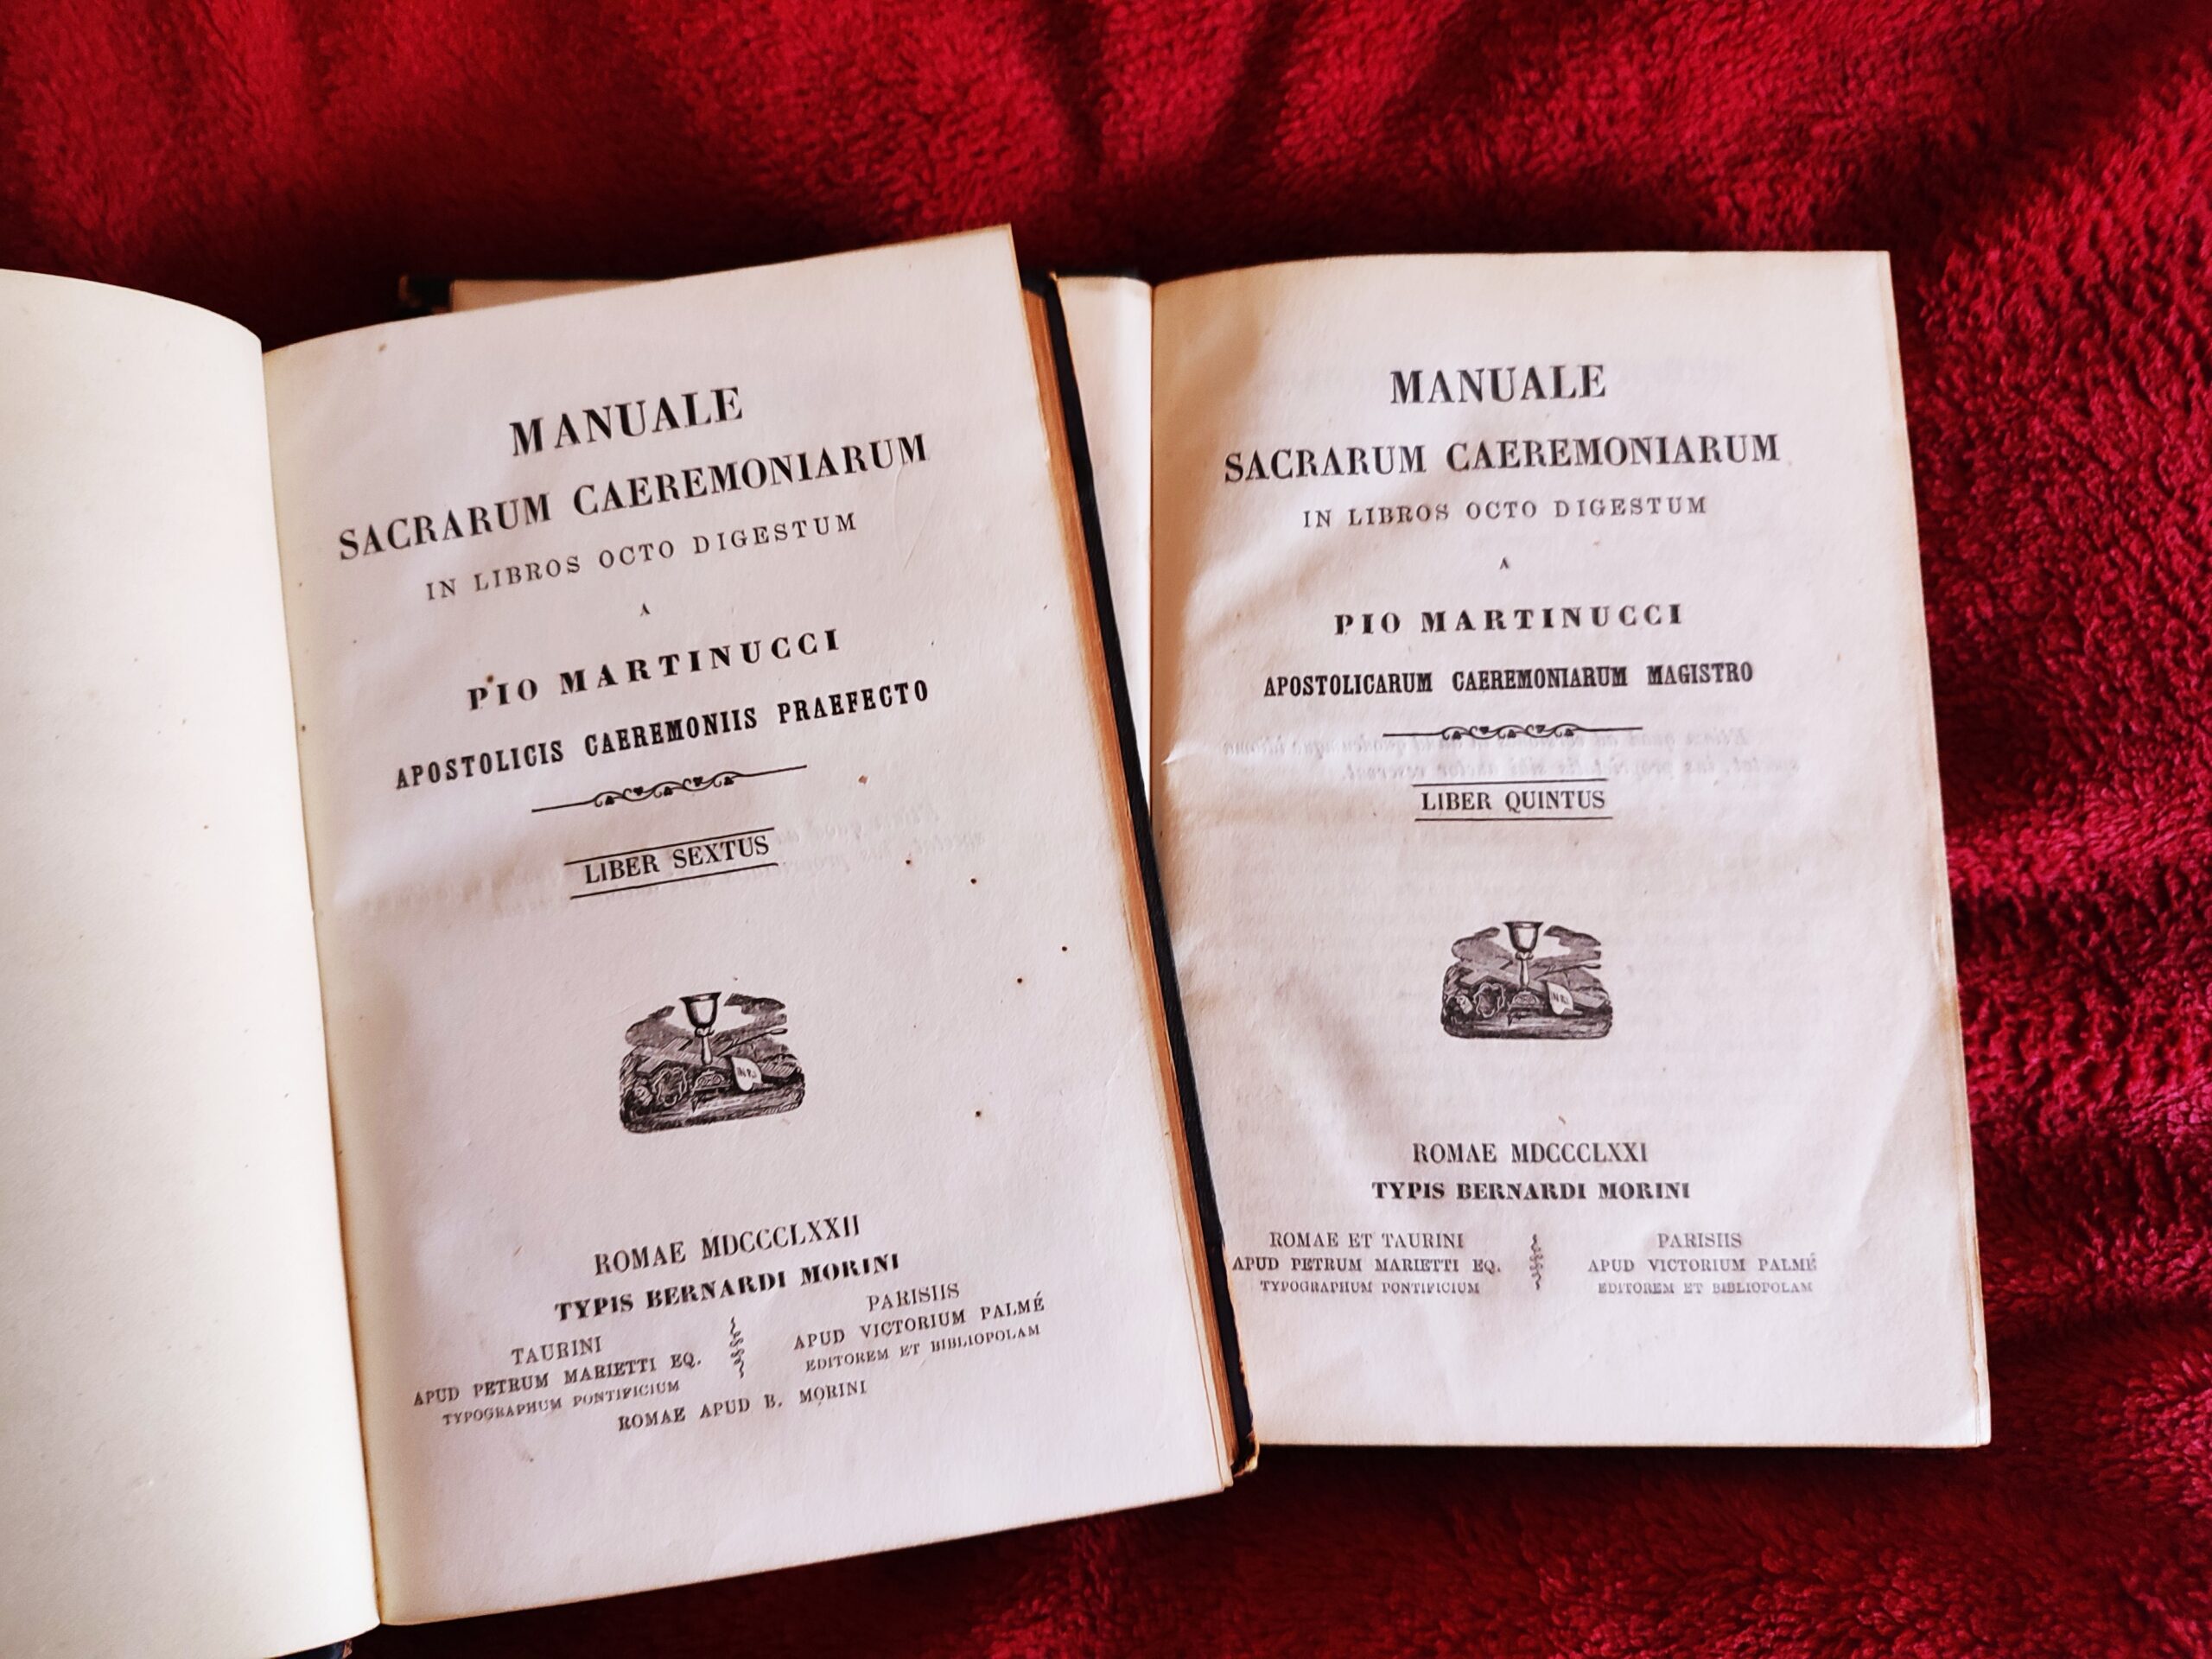 MANUALE
SACRARUM CAEREMONIARUM
IN LIBROS OCTO DIGESTUM
A
PIO MARTINUCCI
APOSTOLICIS CAEREMONIIS PRAEFECTO
LIBER SEXTUS
ROMAE MDCCCLXXII
TYPIS BERNARDI MORINI
TAURINI
APUD PETRUM MARIETTI EQ.
TYPOGRAPHUM PONTIFICIUM
PARISIIS
APUD VICTORIUM PALMÉ
EDITOREM ET BIBLIOPOLAM
ROMAE APUD B. MORINI
MANUALE
SACRARUM CAEREMONIARUM
IN LIBROS OCTO DIGESTUM
A
PIO MARTINUCCI
APOSTOLICARUM CAEREMONIARUM MAGISTRO
LIBER QUINTUS
ROMAE MDCCCLXXI
TYPIS BERNARDI MORINI
ROMAE ET TAURINI
APUD PETRUM MARIETTI EQ.
TYPOGRAPHUM PONTIFICIUM
PARISIIS
APUD VICTORIUM PALMÉ
EDITOREM ET BIBLIOPOLAM